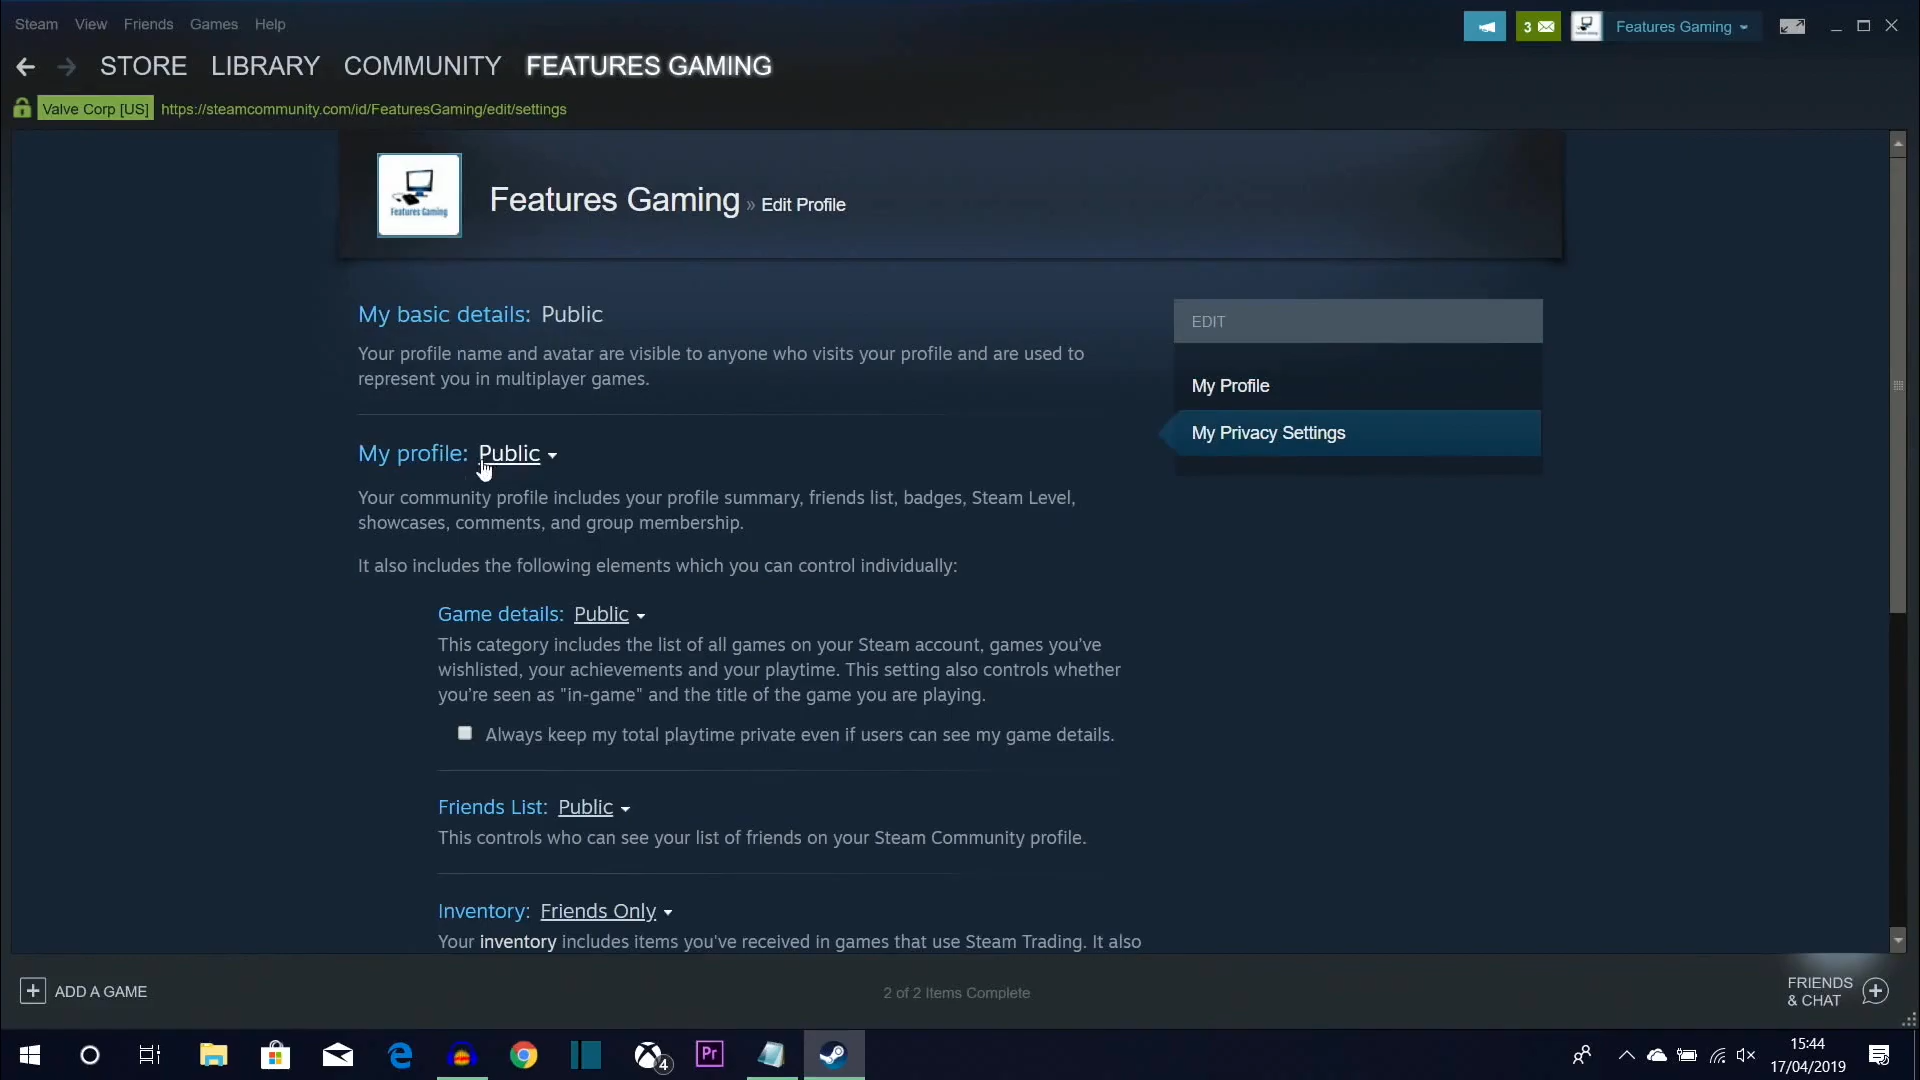 Steam View Friends Games Help
3
Features Gaming
STORE LIBRARY COMMUNITY FEATURES GAMING
Valve Corp [US] https://steamcommunity.com/id/FeaturesGaming/edit/settings
Features Gaming
Features Gaming » Edit Profile
My basic details: Public
Your profile name and avatar are visible to anyone who visits your profile and are used to
represent you in multiplayer games.
EDIT
My Profile
My Privacy Settings
My profile: Public
Your community profile includes your profile summary, friends list, badges, Steam Level,
showcases, comments, and group membership.
It also includes the following elements which you can control individually:
Game details: Public
This category includes the list of all games on your Steam account, games you've
wishlisted, your achievements and your playtime. This setting also controls whether
you're seen as "in-game" and the title of the game you are playing.
Always keep my total playtime private even if users can see my game details.
Friends List: Public
This controls who can see your list of friends on your Steam Community profile.
Inventory: Friends Only
Your inventory includes items you've received in games that use Steam Trading. It also
ADD A GAME
2 of 2 Items Complete
FRIENDS
& CHAT
4
Pr
15:44
17/04/2019